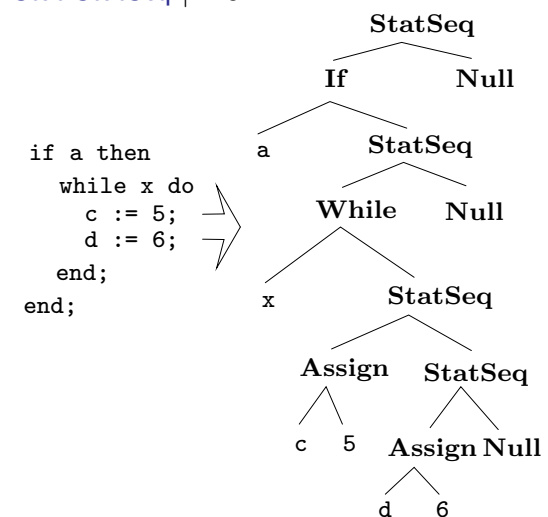 StatSeq
If Null
a StatSeq
While Null
x StatSeq
Assign StatSeq
c 5 Assign Null
d 6
if a then
while x do
c := 5;
d := 6;
end;
end;